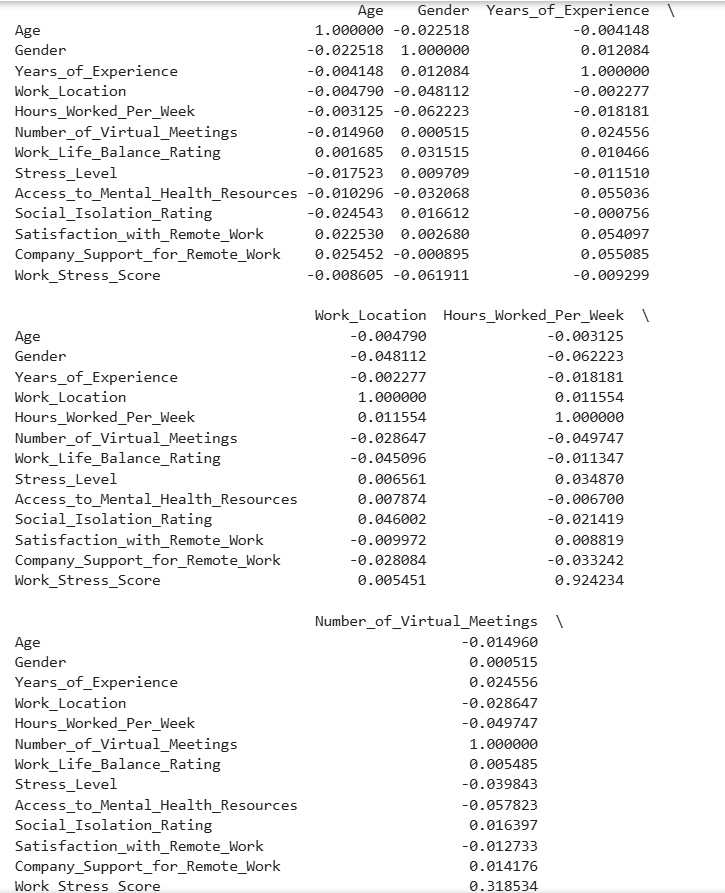 Age Gender Years_of_Experience \
Age 1.000000 -0.022518 -0.004148
Gender -0.022518 1.000000 0.012084
Years_of_Experience -0.004148 0.012084 1.000000
Work_Location -0.004790 -0.048112 -0.002277
Hours_Worked_Per_Week -0.003125 -0.062223 -0.018181
Number_of_Virtual_Meetings -0.014960 0.000515 0.024556
Work_Life_Balance_Rating 0.001685 0.031515 0.010466
Stress_Level -0.017523 0.009709 -0.011510
Access_to_Mental_Health_Resources -0.010296 -0.032068 0.055036
Social_Isolation_Rating -0.024543 0.016612 -0.000756
Satisfaction_with_Remote_Work 0.022530 0.002680 0.054097
Company_Support_for_Remote_Work 0.025452 -0.000895 0.055085
Work_Stress_Score -0.008605 -0.061911 -0.009299
Work_Location Hours_Worked_Per_Week \
Age -0.004790 -0.003125
Gender -0.048112 -0.062223
Years_of_Experience -0.002277 -0.018181
Work_Location 1.000000 0.011554
Hours_Worked_Per_Week 0.011554 1.000000
Number_of_Virtual_Meetings -0.028647 -0.049747
Work_Life_Balance_Rating -0.045096 -0.011347
Stress_Level 0.006561 0.034870
Access_to_Mental_Health_Resources 0.007874 -0.006700
Social_Isolation_Rating 0.046002 -0.021419
Satisfaction_with_Remote_Work -0.009972 0.008819
Company_Support_for_Remote_Work -0.028084 -0.033242
Work_Stress_Score 0.005451 0.924234
Number_of_Virtual_Meetings \
Age -0.014960
Gender 0.000515
Years_of_Experience 0.024556
Work_Location -0.028647
Hours_Worked_Per_Week -0.049747
Number_of_Virtual_Meetings 1.000000
Work_Life_Balance_Rating 0.005485
Stress_Level -0.039843
Access_to_Mental_Health_Resources -0.057823
Social_Isolation_Rating 0.016397
Satisfaction_with_Remote_Work -0.012733
Company_Support_for_Remote_Work 0.014176
Work_Stress_Score 0.318534